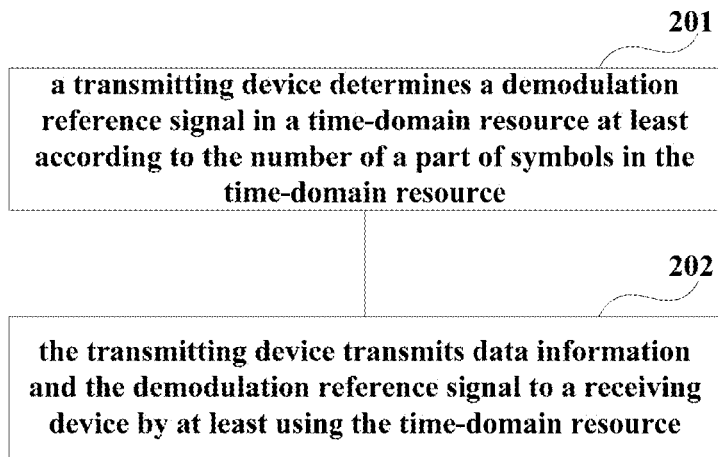 201
a transmitting device determines a demodulation
reference signal in a time-domain resource at least
according to the number of a part of symbols in the
time-domain resource
202
the transmitting device transmits data information
and the demodulation reference signal to a receiving
device by at least using the time-domain resource